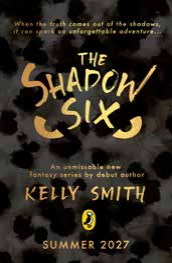 When the truth comes out of the shadows,
it can spark an unforgettable adventure...
THE
SHADOW
SIX
An unmissable new
fantasy series by debut author
KELLY SMITH
SUMMER 2027